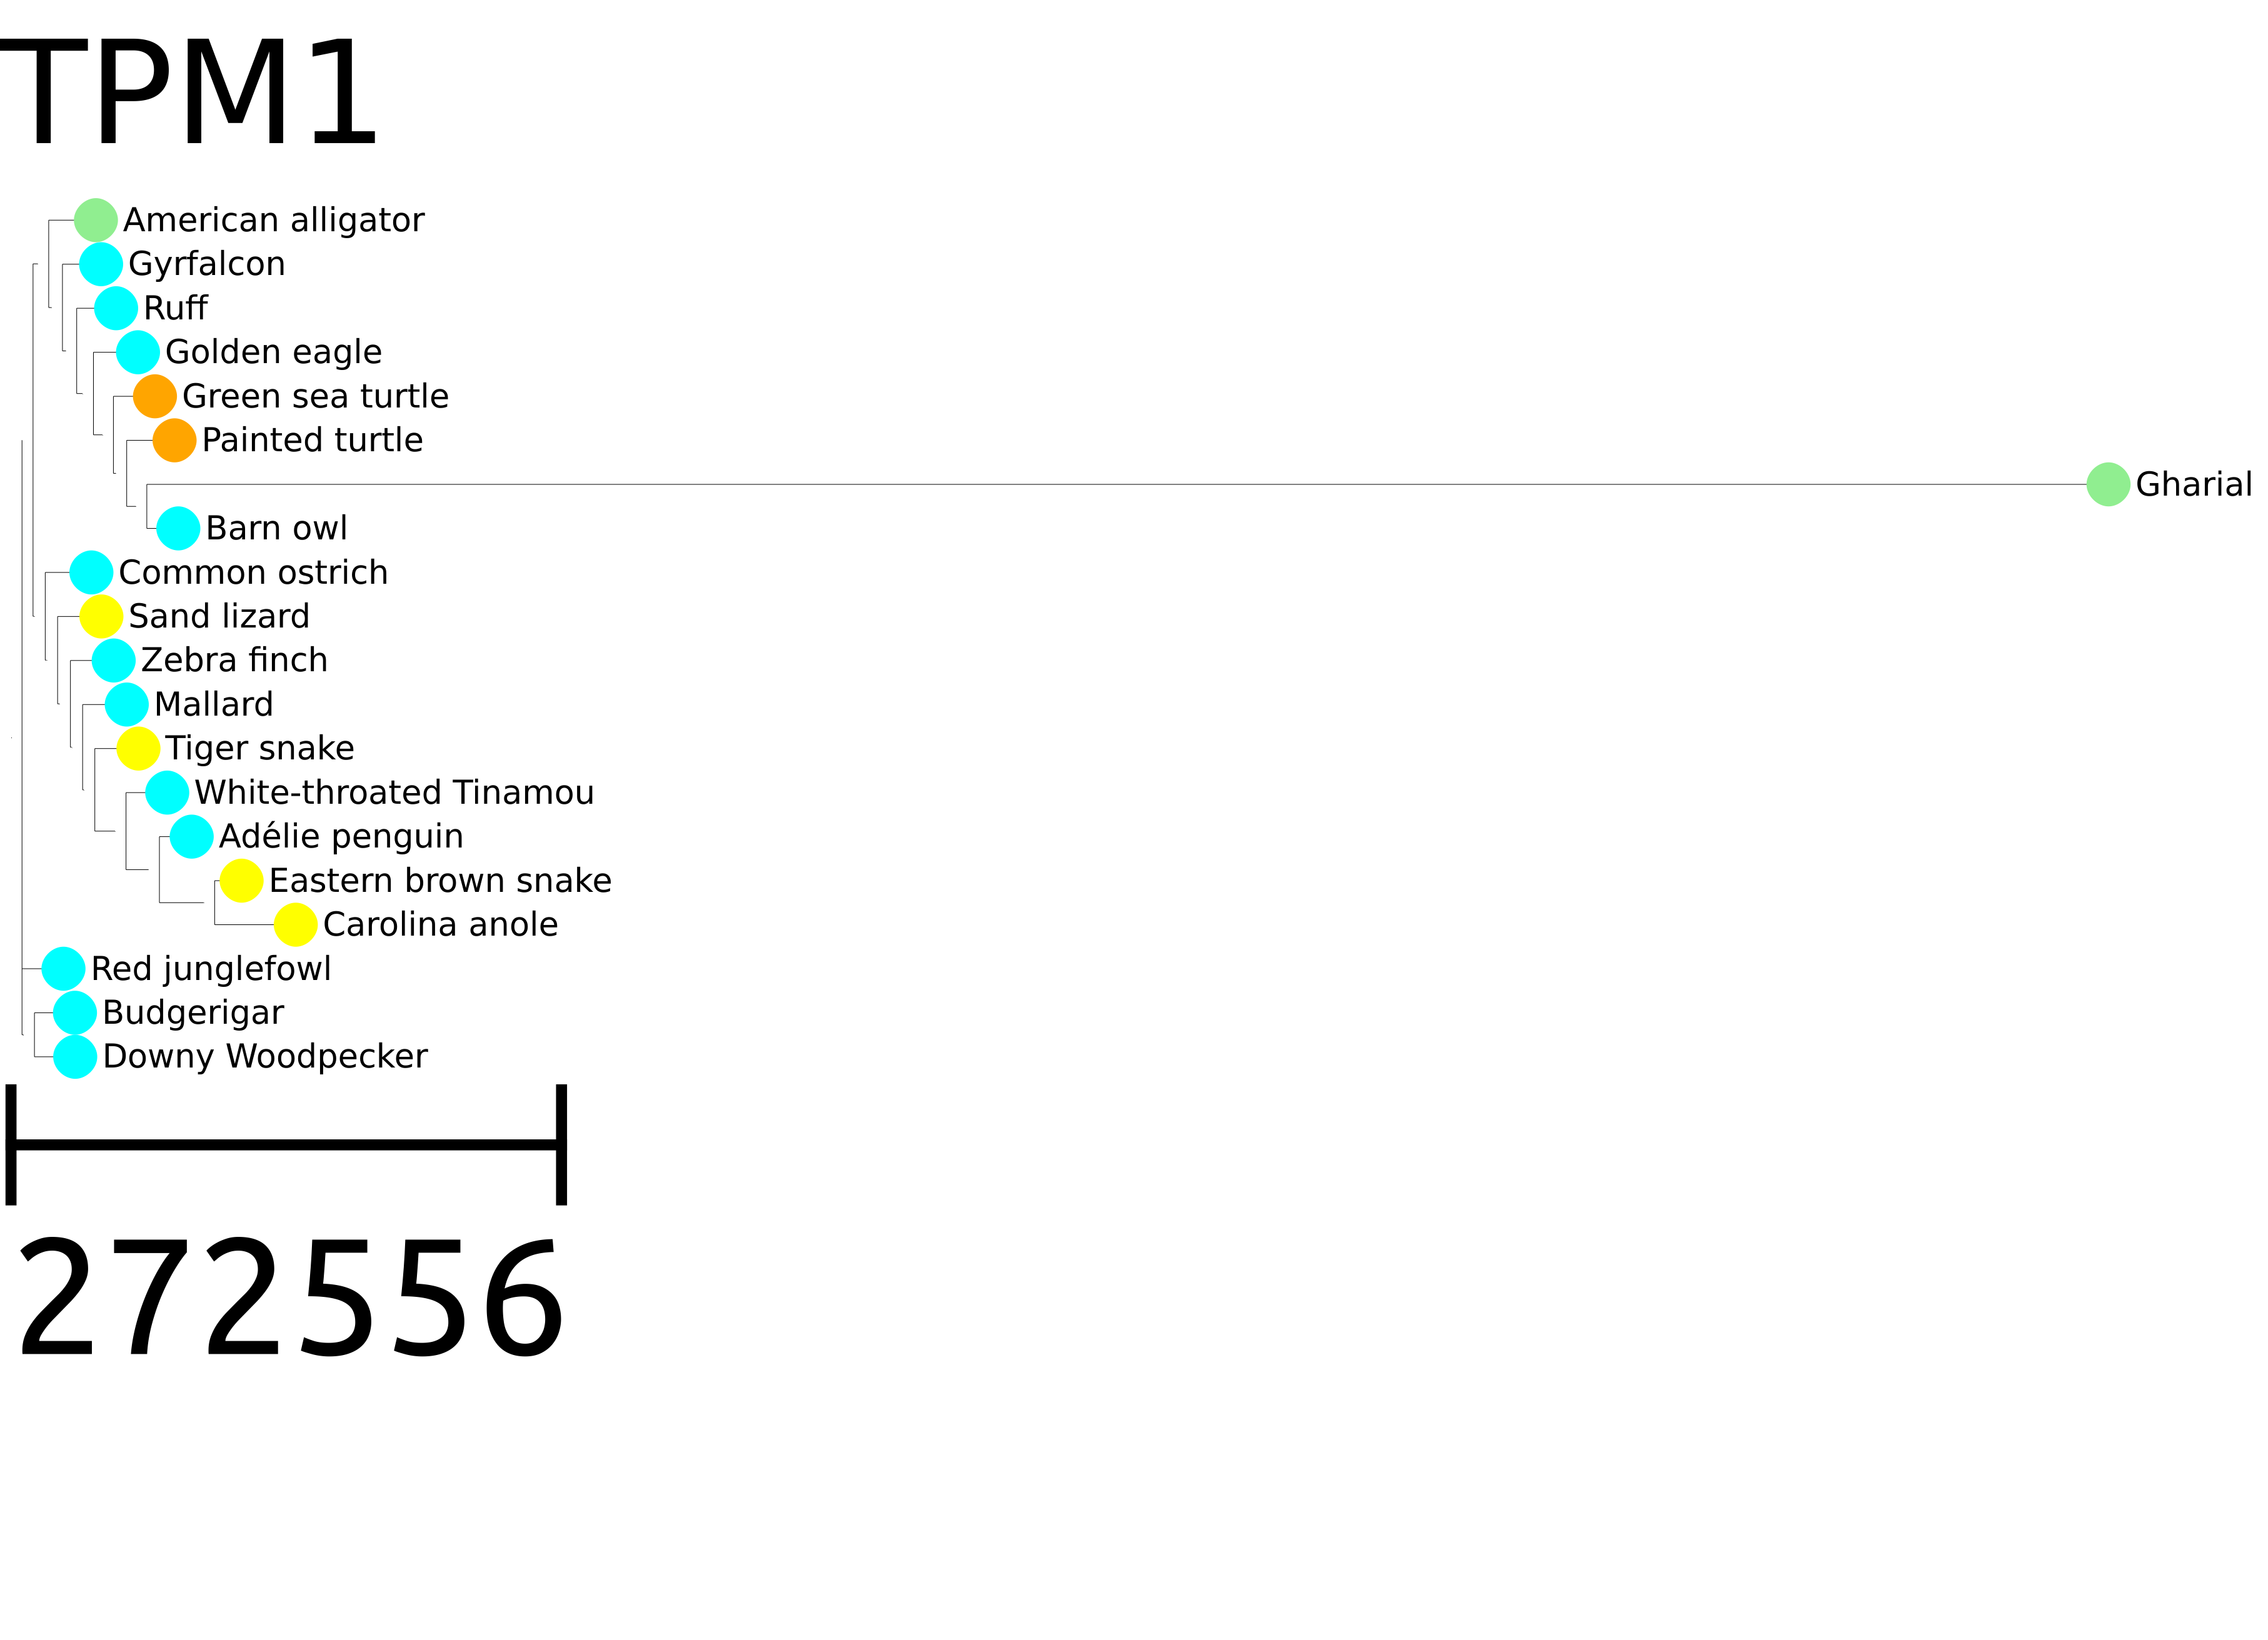 TPM1
American alligator
Gyrfalcon
Ruff
Golden eagle
Green sea turtle
Painted turtle
Gharial
Barn owl
Common ostrich
Sand lizard
Zebra finch
Mallard
Tiger snake
White-throated Tinamou
Adélie penguin
Eastern brown snake
Carolina anole
Red junglefowl
Budgerigar
Downy Woodpecker
272556